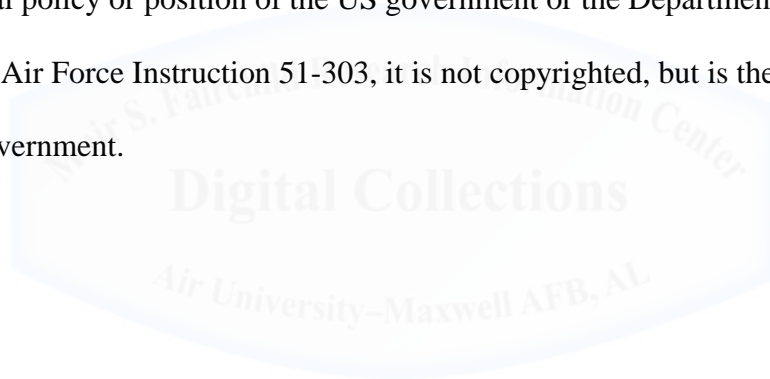 al policy or position of the US government or the Departmen
Air Force Instruction 51-303, it is not copyrighted, but is the
vernment.
Muir S. Fairchild Research Information Center
Digital Collections
Air University–Maxwell AFB, AL